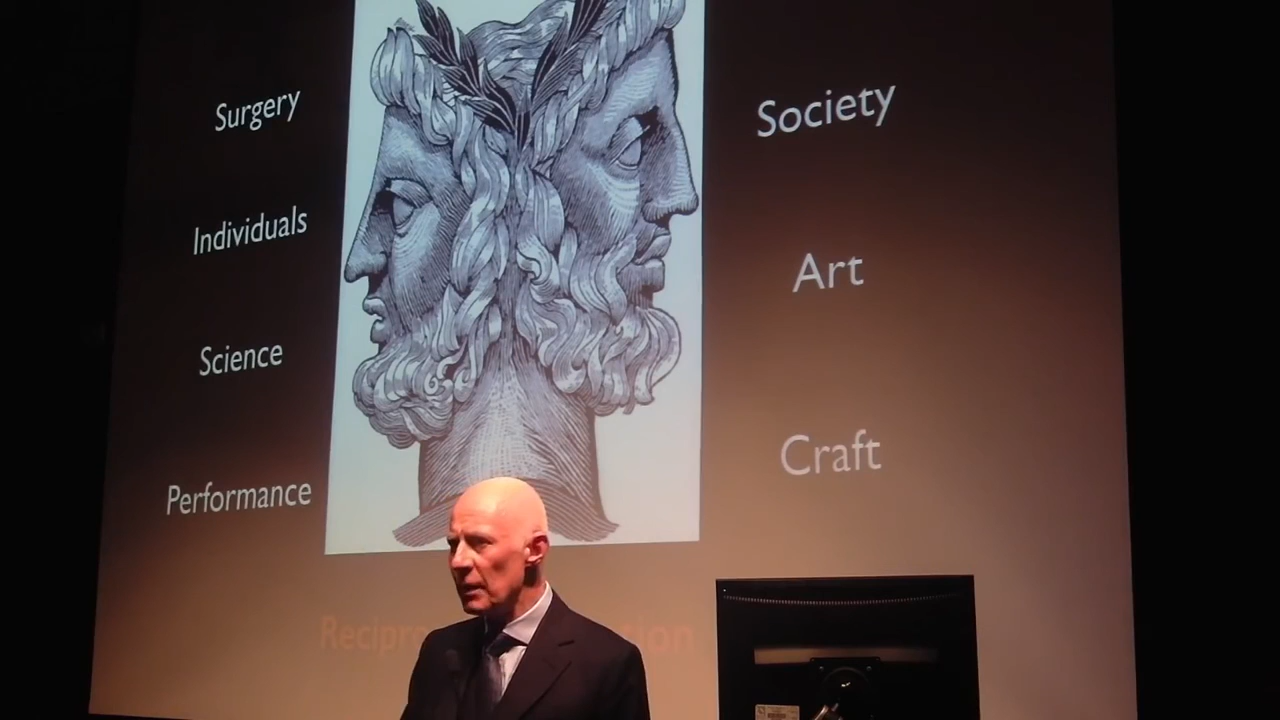 Surgery
Society
Individuals
Art
Science
Craft
Performance